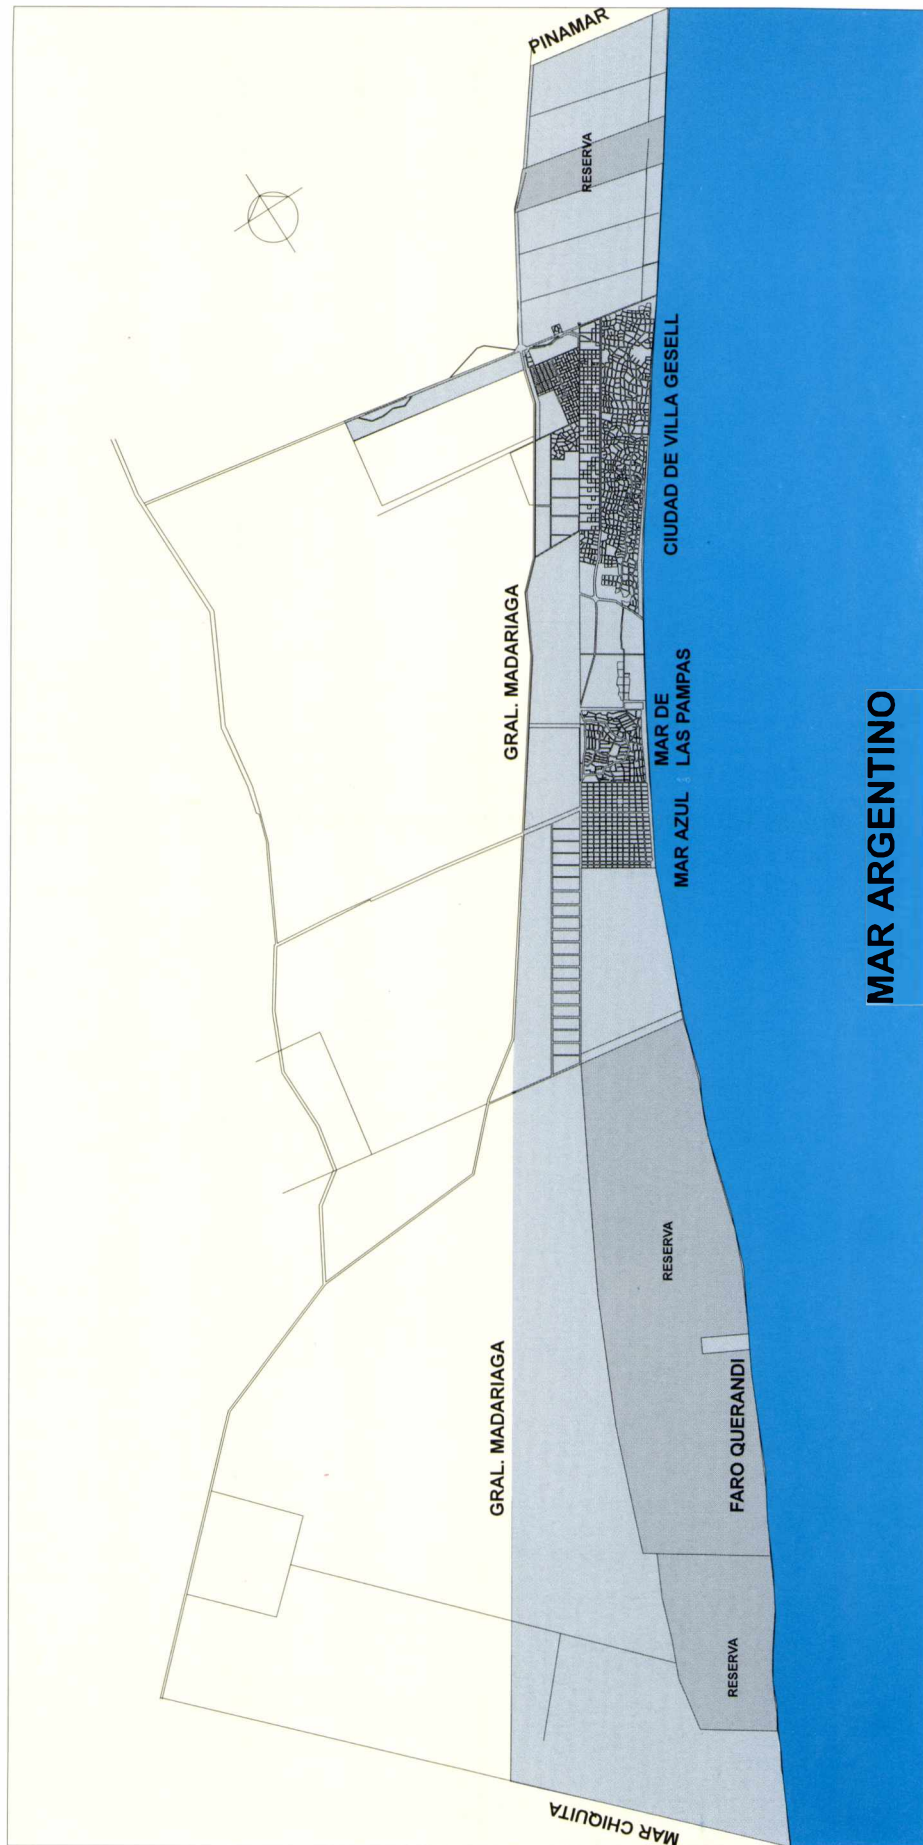 PINAMAR
RESERVA
CIUDAD DE VILLA GESELL
GRAL. MADARIAGA
MAR DE
LAS PAMPAS
MAR AZUL
MAR ARGENTINO
RESERVA
GRAL. MADARIAGA
FARO QUERANDI
RESERVA
MAR CHIQUITA